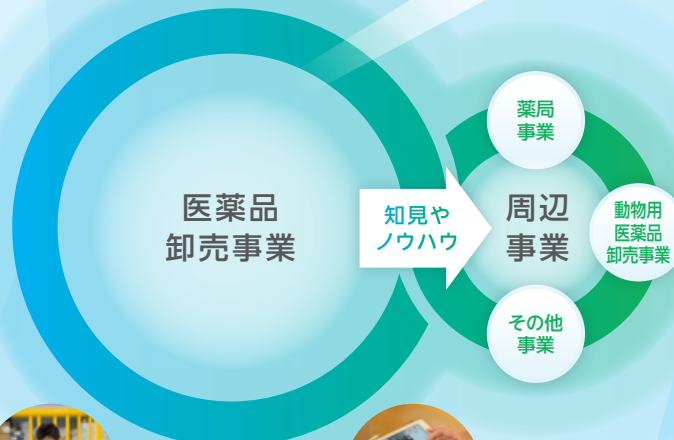 医薬品
卸売事業
知見や
ノウハウ
周辺
事業
薬局
事業
動物用
医薬品
卸売事業
その他
事業